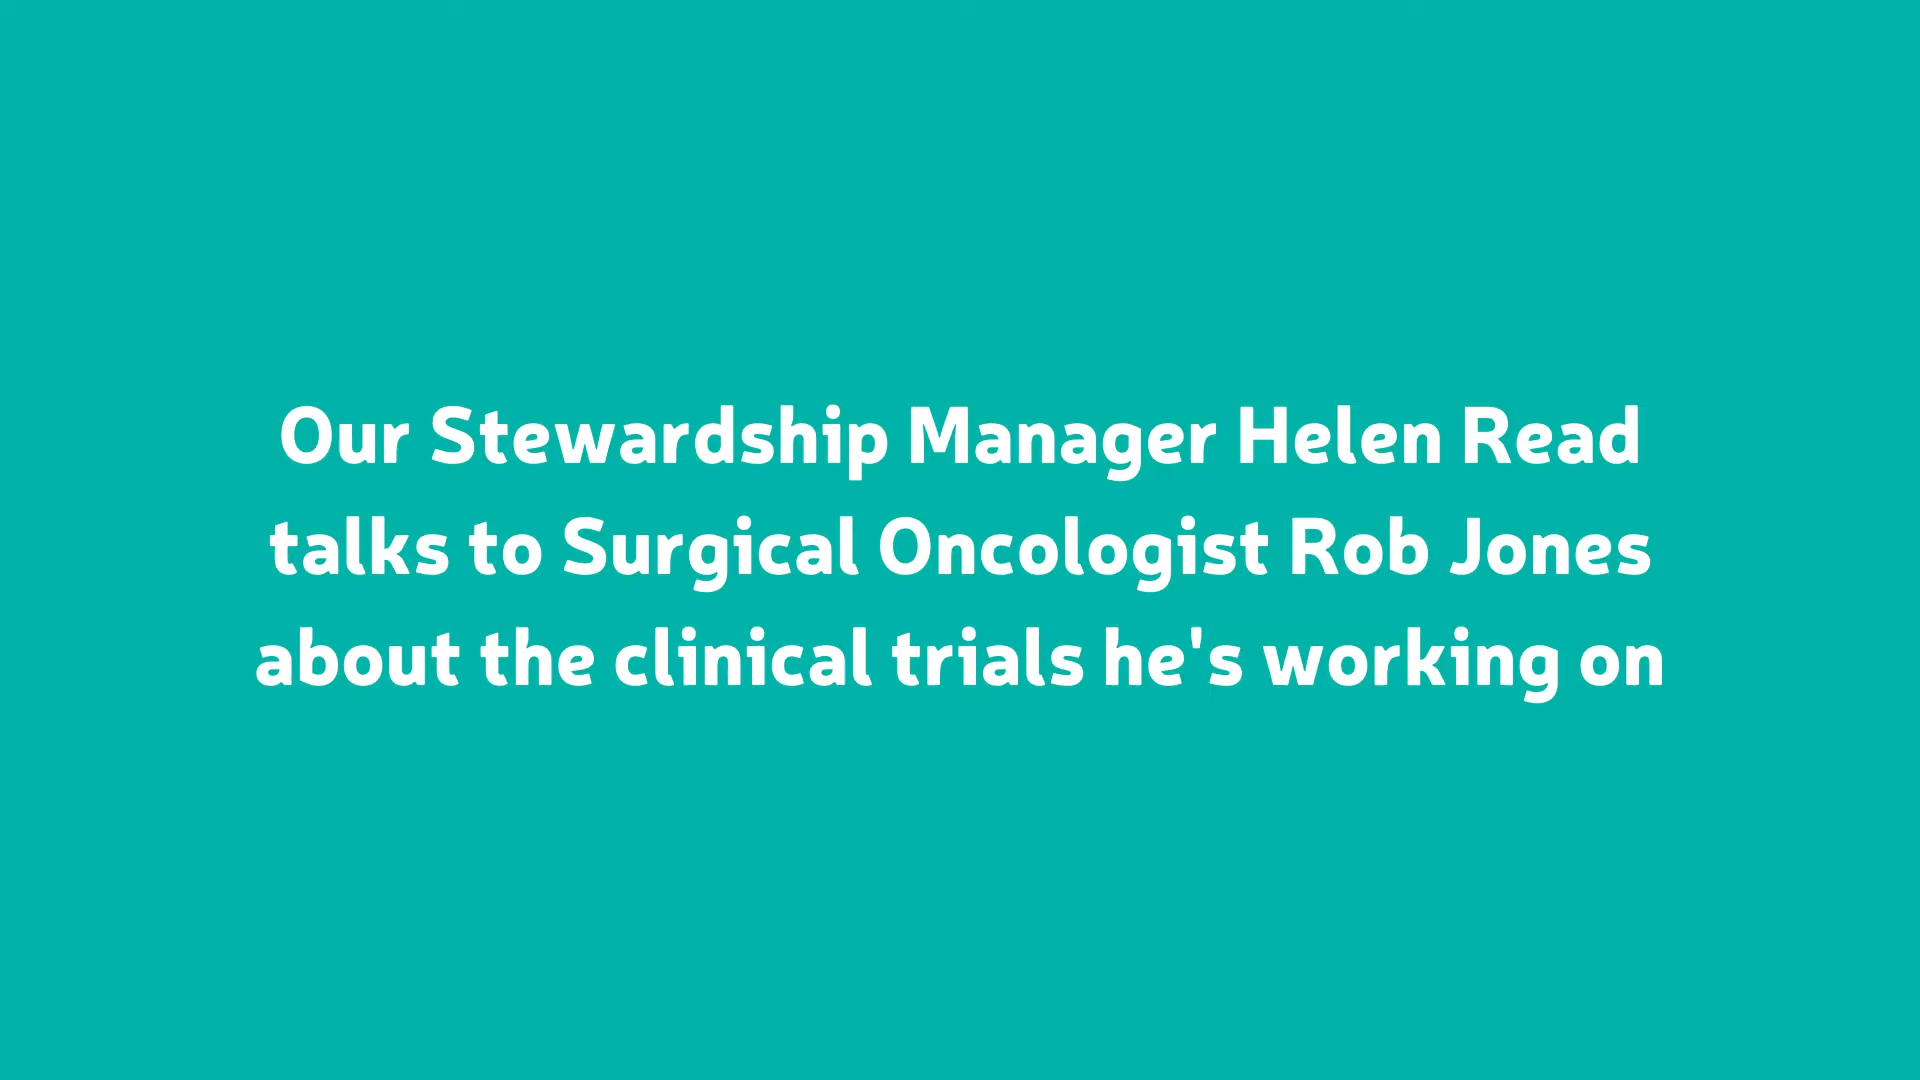 Our Stewardship Manager Helen Read
talks to Surgical Oncologist Rob Jones
about the clinical trials he's working on